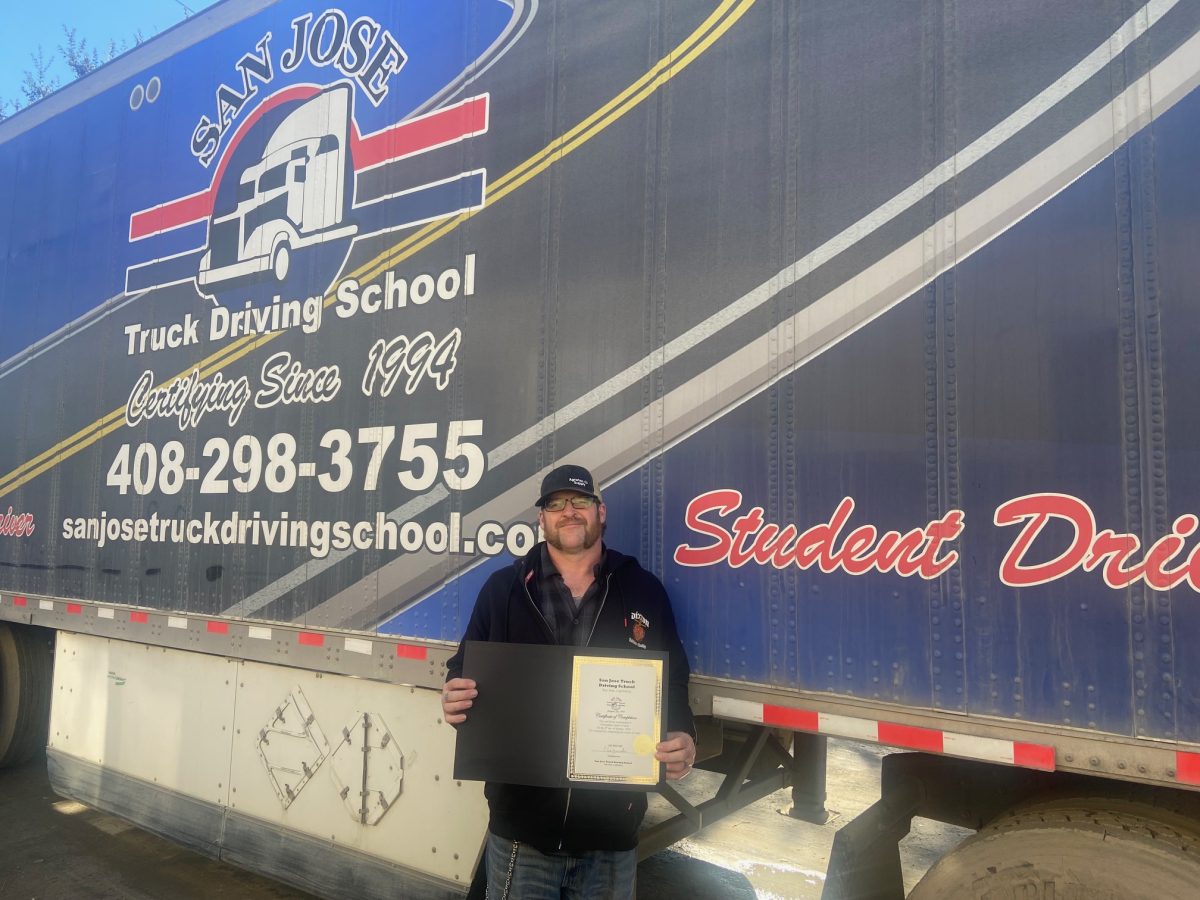 SAN JOSE
Truck Driving School
Certifying Since 1994
408-298-3755
sanjosetruckdrivingschool.co
river
Student Dri
San Jose Truck
Driving School
Certificate of Completion